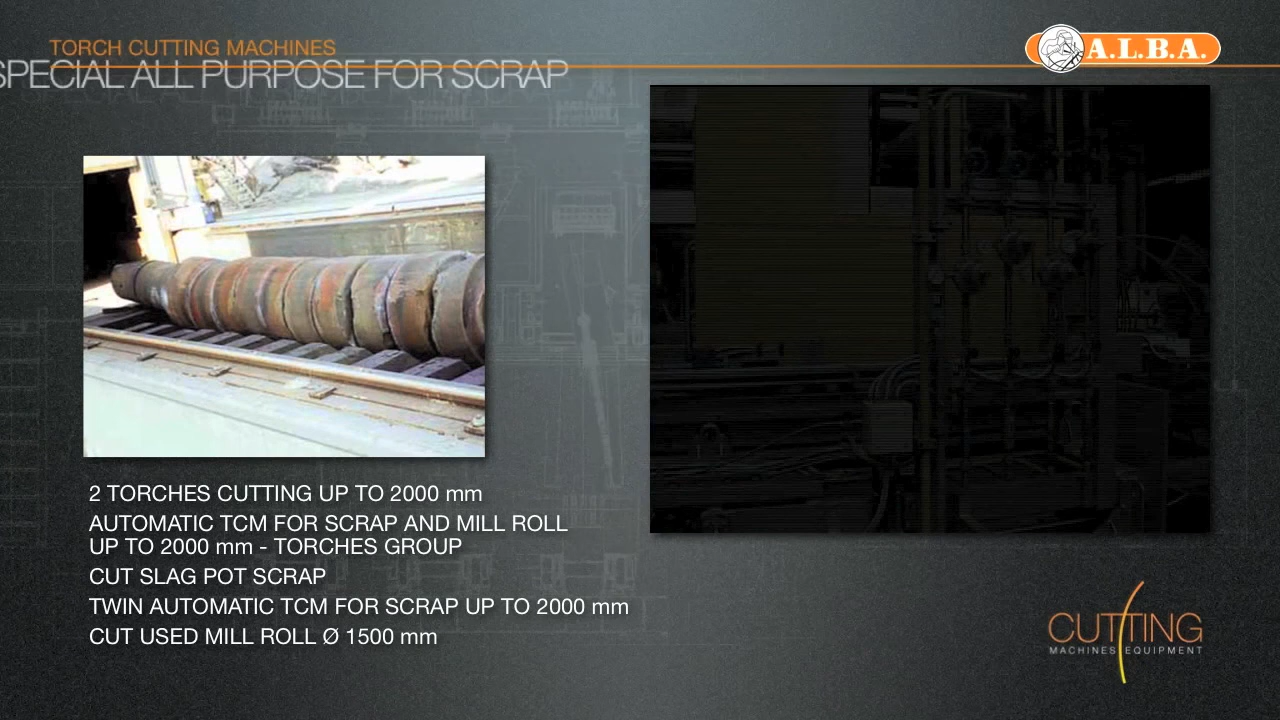 TORCH CUTTING MACHINES
SPECIAL ALL PURPOSE FOR SCRAP
A.L.B.A.
2 TORCHES CUTTING UP TO 2000 mm
AUTOMATIC TCM FOR SCRAP AND MILL ROLL
UP TO 2000 mm - TORCHES GROUP
CUT SLAG POT SCRAP
TWIN AUTOMATIC TCM FOR SCRAP UP TO 2000 mm
CUT USED MILL ROLL Ø 1500 mm
CUTTING
MACHINES EQUIPMENT